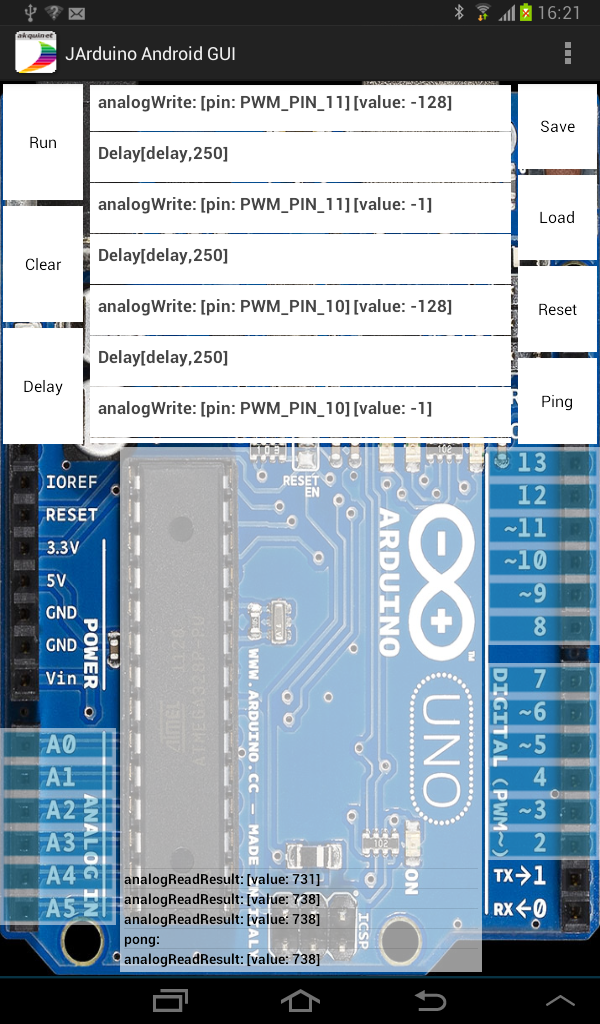 16:21
akquinet
JArduino Android GUI
Run
Clear
Delay
analogWrite: [pin: PWM_PIN_11] [value: -128]
Delay[delay,250]
analogWrite: [pin: PWM_PIN_11] [value: -1]
Delay[delay,250]
analogWrite: [pin: PWM_PIN_10] [value: -128]
Delay[delay,250]
analogWrite: [pin: PWM_PIN_10] [value: -1]
Save
Load
Reset
Ping
IOREF
RESET
3.3V
5V
GND
GND
Vin
POWER
A0
A1
A2
A3
A4
A5
ANALOG IN
RESET
EN
102
ATMEL
WWW.ARDUINO.CC - MADE IN ITALY
ARDUINO
TM
UNO
102
ON
ICSP
13
12
~11
~10
~9
8
7
~6
~5
4
~3
2
TX→1
RX←0
DIGITAL (PWM~)
analogReadResult: [value: 731]
analogReadResult: [value: 738]
analogReadResult: [value: 738]
pong:
analogReadResult: [value: 738]